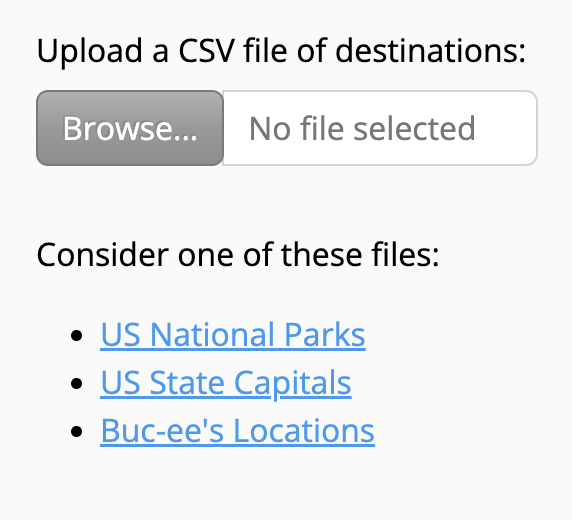 Upload a CSV file of destinations:
Browse... No file selected
Consider one of these files:
US National Parks
US State Capitals
Buc-ee's Locations